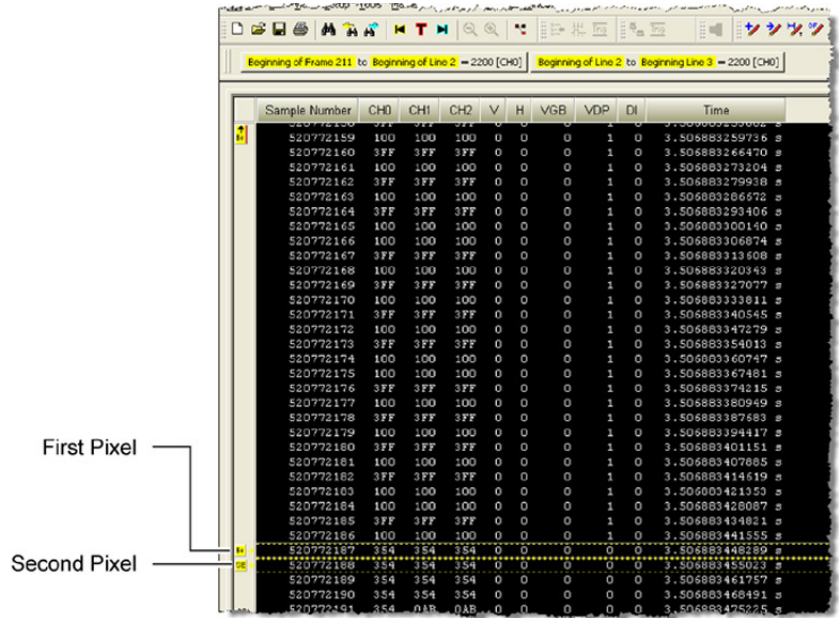 Beginning of Frame 211 to Beginning of Line 2 = 2200 [CH0] Beginning of Line 2 to Beginning Line 3 = 2200 [CH0]
Sample Number CH0 CH1 CH2 V H VGB VDP DI Time
520772159 100 100 100 0 0 0 1 0 3.506883259736 s
520772160 3FF 3FF 3FF 0 0 0 1 0 3.506883266470 s
520772161 100 100 100 0 0 0 1 0 3.506883273204 s
520772162 3FF 3FF 3FF 0 0 0 1 0 3.506883279938 s
520772163 100 100 100 0 0 0 1 0 3.506883286672 s
520772164 3FF 3FF 3FF 0 0 0 1 0 3.506883293406 s
520772165 100 100 100 0 0 0 1 0 3.506883300140 s
520772166 100 100 100 0 0 0 1 0 3.506883306874 s
520772167 3FF 3FF 3FF 0 0 0 1 0 3.506883313608 s
520772168 100 100 100 0 0 0 1 0 3.506883320343 s
520772169 3FF 3FF 3FF 0 0 0 1 0 3.506883327077 s
520772170 100 100 100 0 0 0 1 0 3.506883333811 s
520772171 3FF 3FF 3FF 0 0 0 1 0 3.506883340545 s
520772172 100 100 100 0 0 0 1 0 3.506883347279 s
520772173 3FF 3FF 3FF 0 0 0 1 0 3.506883354013 s
520772174 100 100 100 0 0 0 1 0 3.506883360747 s
520772175 100 100 100 0 0 0 1 0 3.506883367481 s
520772176 3FF 3FF 3FF 0 0 0 1 0 3.506883374215 s
520772177 100 100 100 0 0 0 1 0 3.506883380949 s
520772178 3FF 3FF 3FF 0 0 0 1 0 3.506883387683 s
520772179 100 100 100 0 0 0 1 0 3.506883394417 s
520772180 3FF 3FF 3FF 0 0 0 1 0 3.506883401151 s
520772181 100 100 100 0 0 0 1 0 3.506883407885 s
520772182 3FF 3FF 3FF 0 0 0 1 0 3.506883414619 s
520772183 100 100 100 0 0 0 1 0 3.506883421353 s
520772184 100 100 100 0 0 0 1 0 3.506883428087 s
520772185 3FF 3FF 3FF 0 0 0 1 0 3.506883434821 s
520772186 100 100 100 0 0 0 1 0 3.506883441555 s
First Pixel
520772187 354 354 354 0 0 0 0 0 3.506883448289 s
Second Pixel
520772188 354 354 354 0 0 0 0 0 3.506883455023 s
520772189 354 354 354 0 0 0 0 0 3.506883461757 s
520772190 354 354 354 0 0 0 0 0 3.506883468491 s
520772191 354 0AB 0AB 0 0 0 0 0 3.506883475225 s